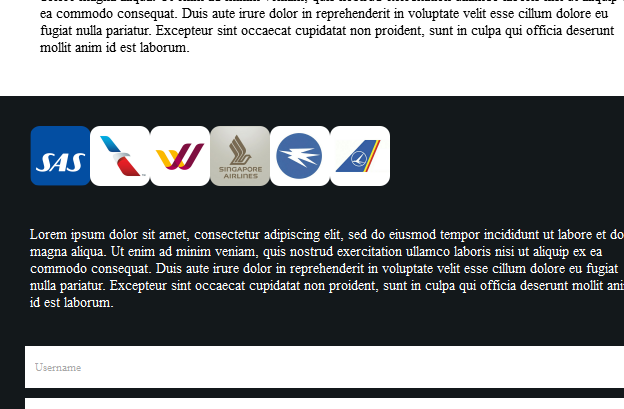 ea commodo consequat. Duis aute irure dolor in reprehenderit in voluptate velit esse cillum dolore eu
fugiat nulla pariatur. Excepteur sint occaecat cupidatat non proident, sunt in culpa qui officia deserunt
mollit anim id est laborum.
SAS
SINGAPORE
AIRLINES
Lorem ipsum dolor sit amet, consectetur adipiscing elit, sed do eiusmod tempor incididunt ut labore et do
magna aliqua. Ut enim ad minim veniam, quis nostrud exercitation ullamco laboris nisi ut aliquip ex ea
commodo consequat. Duis aute irure dolor in reprehenderit in voluptate velit esse cillum dolore eu fugiat
nulla pariatur. Excepteur sint occaecat cupidatat non proident, sunt in culpa qui officia deserunt mollit ani
id est laborum.
Username